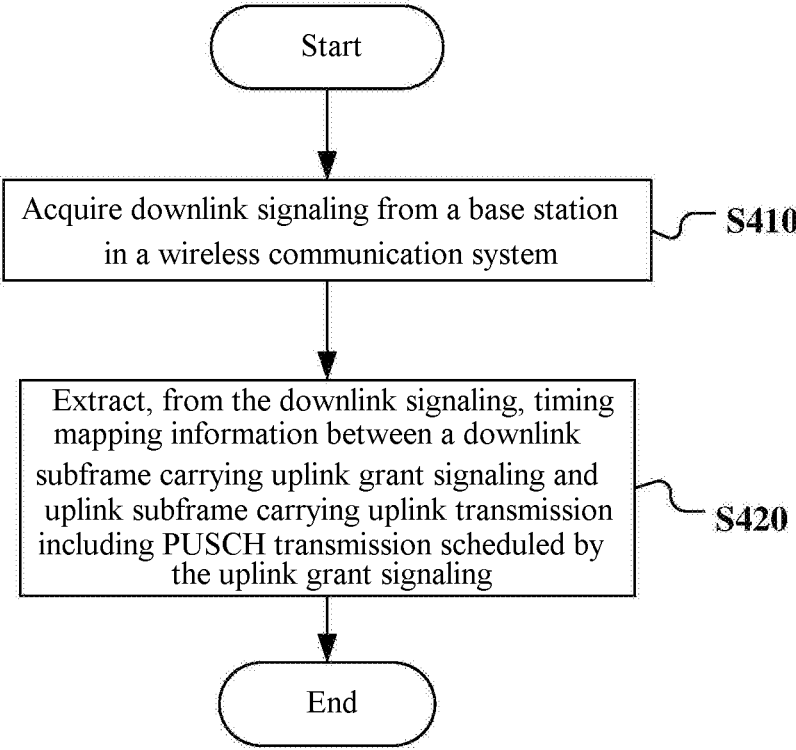 Start
Acquire downlink signaling from a base station
in a wireless communication system
S410
Extract, from the downlink signaling, timing
mapping information between a downlink
subframe carrying uplink grant signaling and
uplink subframe carrying uplink transmission
including PUSCH transmission scheduled by
the uplink grant signaling
S420
End